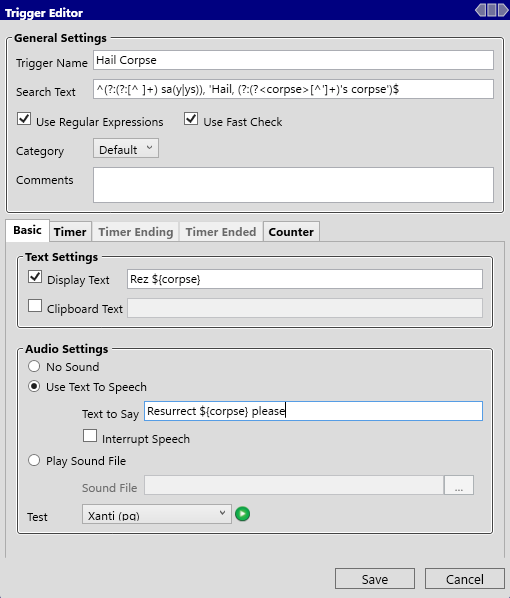 Trigger Editor
General Settings
Trigger Name Hail Corpse
Search Text ^(?:(?:[^ ]+) sa(y|ys)), 'Hail, (?:(?<corpse>[^']+)'s corpse')$
Use Regular Expressions Use Fast Check
Category Default
Comments
Basic Timer Timer Ending Timer Ended Counter
Text Settings
Display Text Rez ${corpse}
Clipboard Text
Audio Settings
No Sound
Use Text To Speech
Text to Say Resurrect ${corpse} please
Interrupt Speech
Play Sound File
Sound File ...
Test Xanti (pq)
Save Cancel